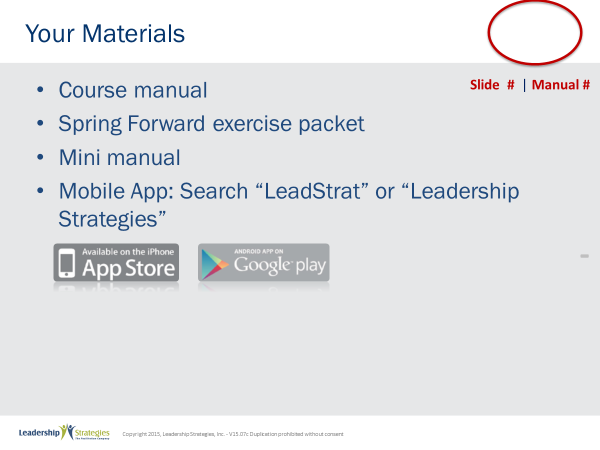 Your Materials
Slide # | Manual #
• Course manual
• Spring Forward exercise packet
• Mini manual
• Mobile App: Search “LeadStrat” or “Leadership
Strategies”
Available on the iPhone
App Store
ANDROID APP ON
Google play
Leadership Strategies
The Facilitation Company
Copyright 2015, Leadership Strategies, Inc. - V15.07c Duplication prohibited without consent